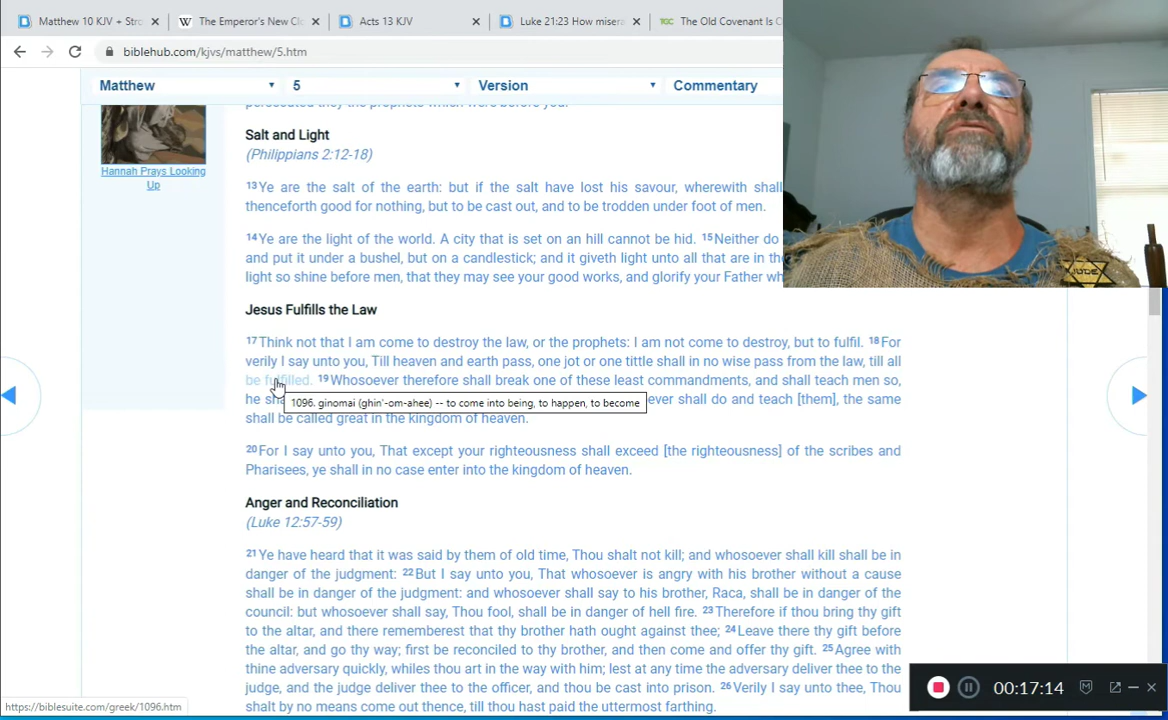 Matthew 10 KJV + Stro
The Emperor's New Clo
Acts 13 KJV
Luke 21:23 How misera
The Old Covenant Is O
biblehub.com/kjvs/matthew/5.htm
Matthew
5
Version
Commentary
persecuted they the prophets which were before you.
Hannah Prays Looking
Up
Salt and Light
(Philippians 2:12-18)
13Ye are the salt of the earth: but if the salt have lost his savour, wherewith shall
thenceforth good for nothing, but to be cast out, and to be trodden under foot of men.
14Ye are the light of the world. A city that is set on an hill cannot be hid. 15Neither do
and put it under a bushel, but on a candlestick; and it giveth light unto all that are in the
light so shine before men, that they may see your good works, and glorify your Father wh
JUDE
Jesus Fulfills the Law
17Think not that I am come to destroy the law, or the prophets: I am not come to destroy, but to fulfil. 18For
verily I say unto you, Till heaven and earth pass, one jot or one tittle shall in no wise pass from the law, till all
be fulfilled. 19Whosoever therefore shall break one of these least commandments, and shall teach men so,
he sha
1096. ginomai (ghin'-om-ahee) -- to come into being, to happen, to become
ever shall do and teach [them], the same
shall be called great in the kingdom of heaven.
20For I say unto you, That except your righteousness shall exceed [the righteousness] of the scribes and
Pharisees, ye shall in no case enter into the kingdom of heaven.
Anger and Reconciliation
(Luke 12:57-59)
21Ye have heard that it was said by them of old time, Thou shalt not kill; and whosoever shall kill shall be in
danger of the judgment: 22But I say unto you, That whosoever is angry with his brother without a cause
shall be in danger of the judgment: and whosoever shall say to his brother, Raca, shall be in danger of the
council: but whosoever shall say, Thou fool, shall be in danger of hell fire. 23Therefore if thou bring thy gift
to the altar, and there rememberest that thy brother hath ought against thee; 24Leave there thy gift before
the altar, and go thy way; first be reconciled to thy brother, and then come and offer thy gift. 25Agree with
thine adversary quickly, whiles thou art in the way with him; lest at any time the adversary deliver thee to the
judge, and the judge deliver thee to the officer, and thou be cast into prison. 26Verily I say unto thee, Thou
shalt by no means come out thence, till thou hast paid the uttermost farthing.
00:17:14
https://biblesuite.com/greek/1096.htm